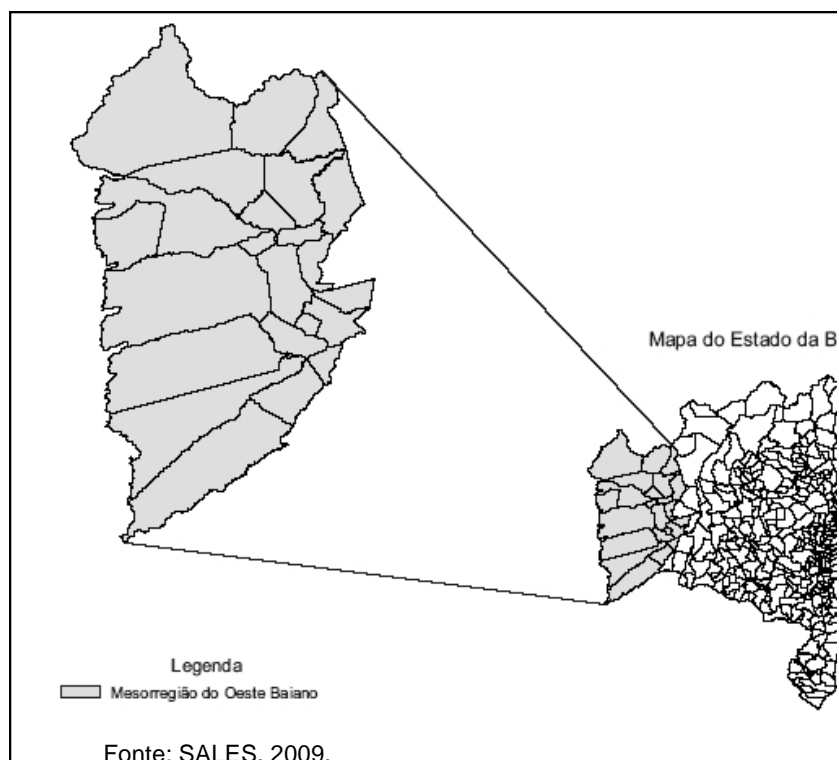 Mapa do Estado da B
Legenda
Mesorregião do Oeste Baiano
Fonte: SALES, 2009.